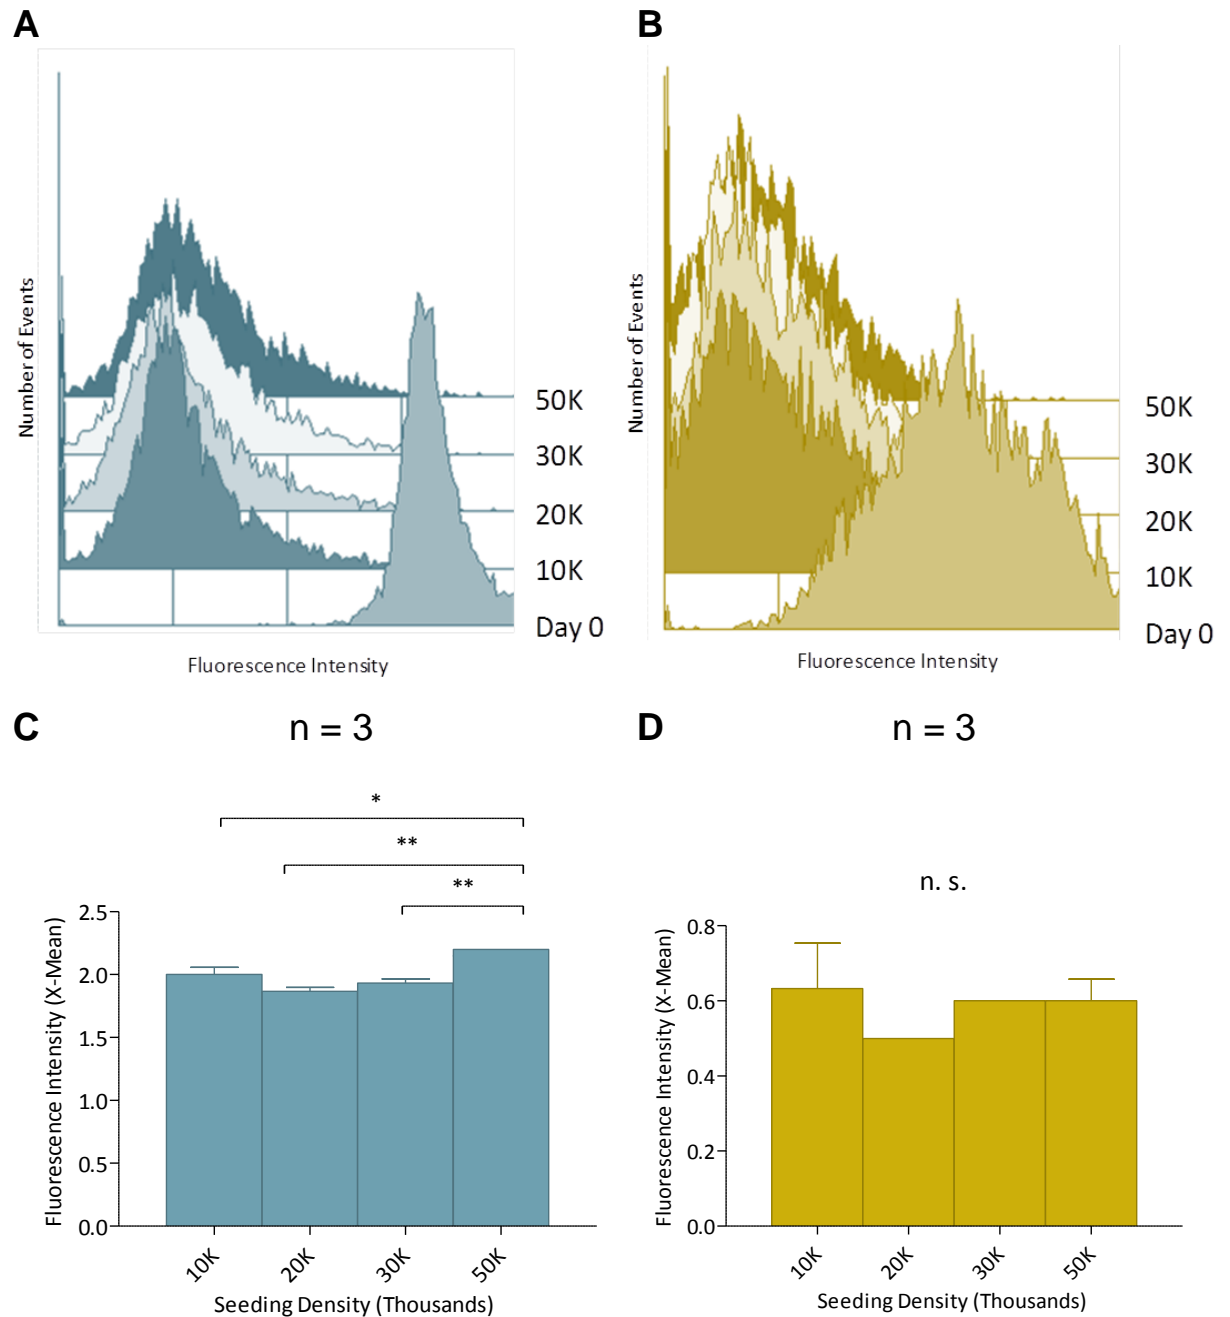 A
Number of Events
50K
30K
20K
10K
Day 0
Fluorescence Intensity
B
Number of Events
50K
30K
20K
10K
Day 0
Fluorescence Intensity
C
n = 3
*
**
**
Fluorescence Intensity (X-Mean)
2.5
2.0
1.5
1.0
0.5
0.0
10K
20K
30K
50K
Seeding Density (Thousands)
D
n = 3
n. s.
Fluorescence Intensity (X-Mean)
0.8
0.6
0.4
0.2
0.0
10K
20K
30K
50K
Seeding Density (Thousands)